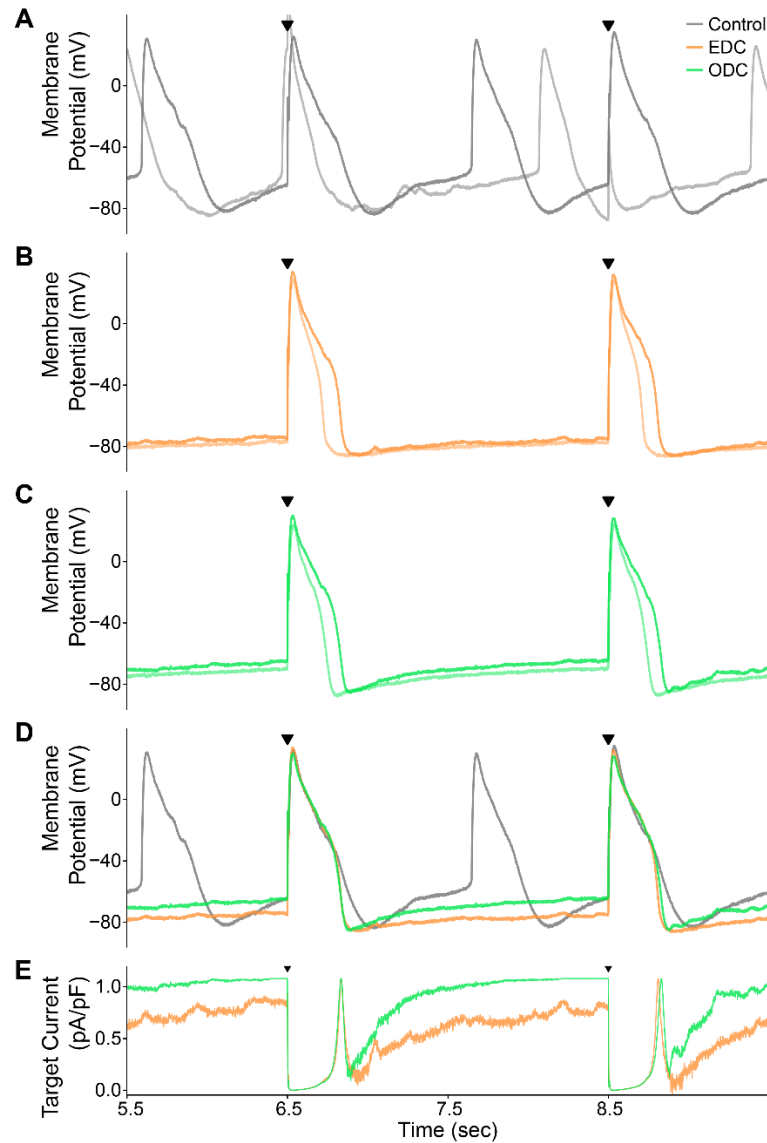 A
Membrane
Potential (mV)
0
−40
−80
Control
EDC
ODC
B
Membrane
Potential (mV)
0
−40
−80
C
Membrane
Potential (mV)
0
−40
−80
D
Membrane
Potential (mV)
0
−40
−80
E
Target Current
(pA/pF)
1.0
0.5
0.0
5.5
6.5
7.5
8.5
Time (sec)